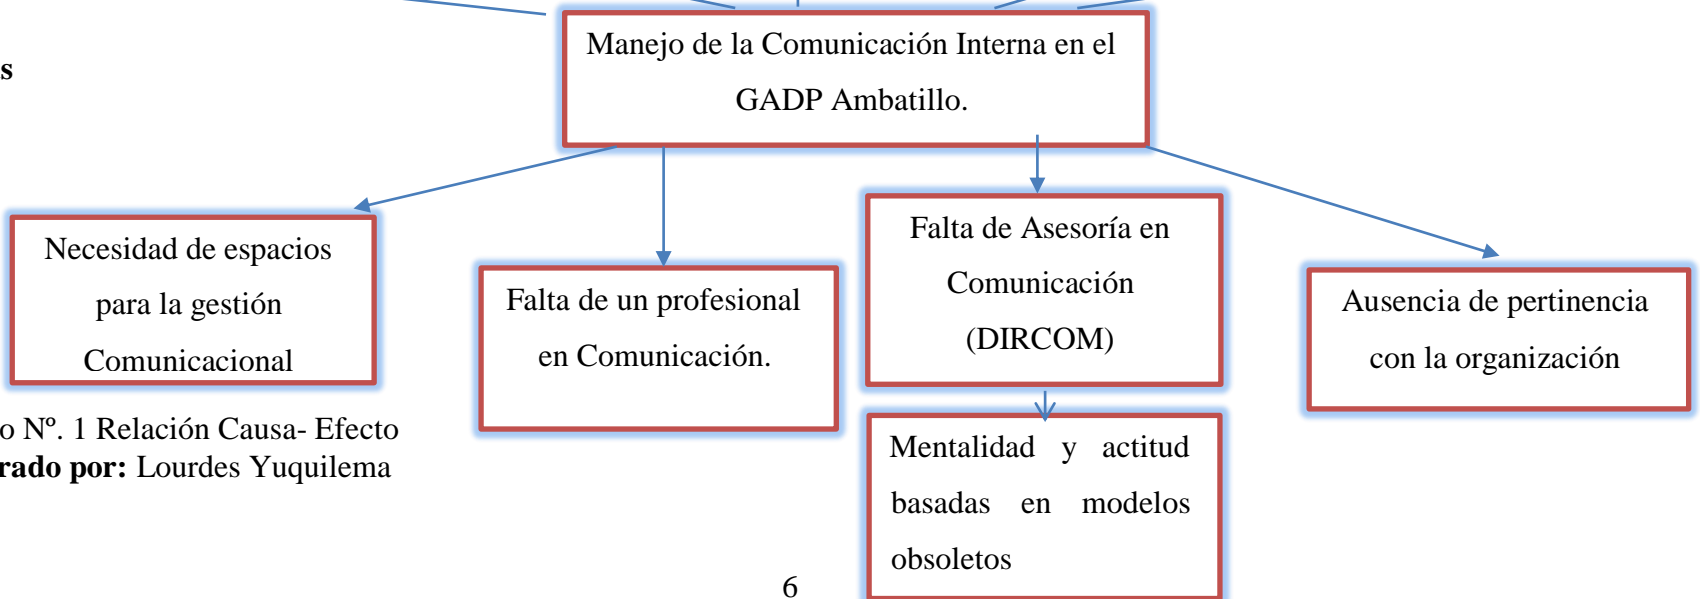 Manejo de la Comunicación Interna en el
GADP Ambatillo.
s
Necesidad de espacios
para la gestión
Comunicacional
Falta de un profesional
en Comunicación.
Falta de Asesoría en
Comunicación
(DIRCOM)
Ausencia de pertinencia
con la organización
Mentalidad y actitud
basadas en modelos
obsoletos
o Nº. 1 Relación Causa- Efecto
rado por: Lourdes Yuquilema
6